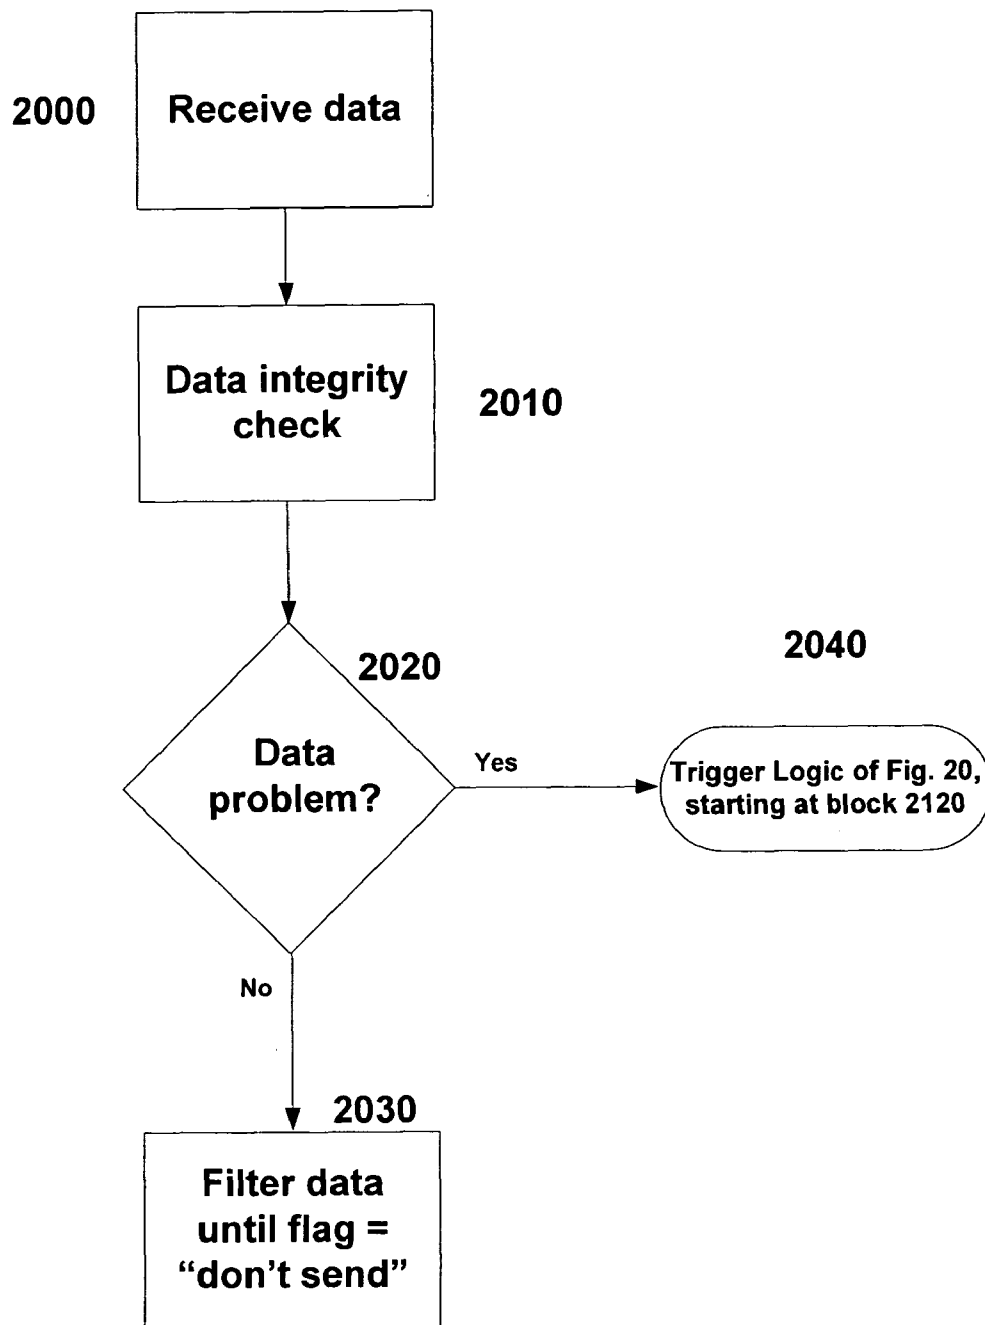 2000
Receive data
Data integrity
check
2010
2020
Data
problem?
Yes
2040
Trigger Logic of Fig. 20,
starting at block 2120
No
2030
Filter data
until flag =
“don’t send”